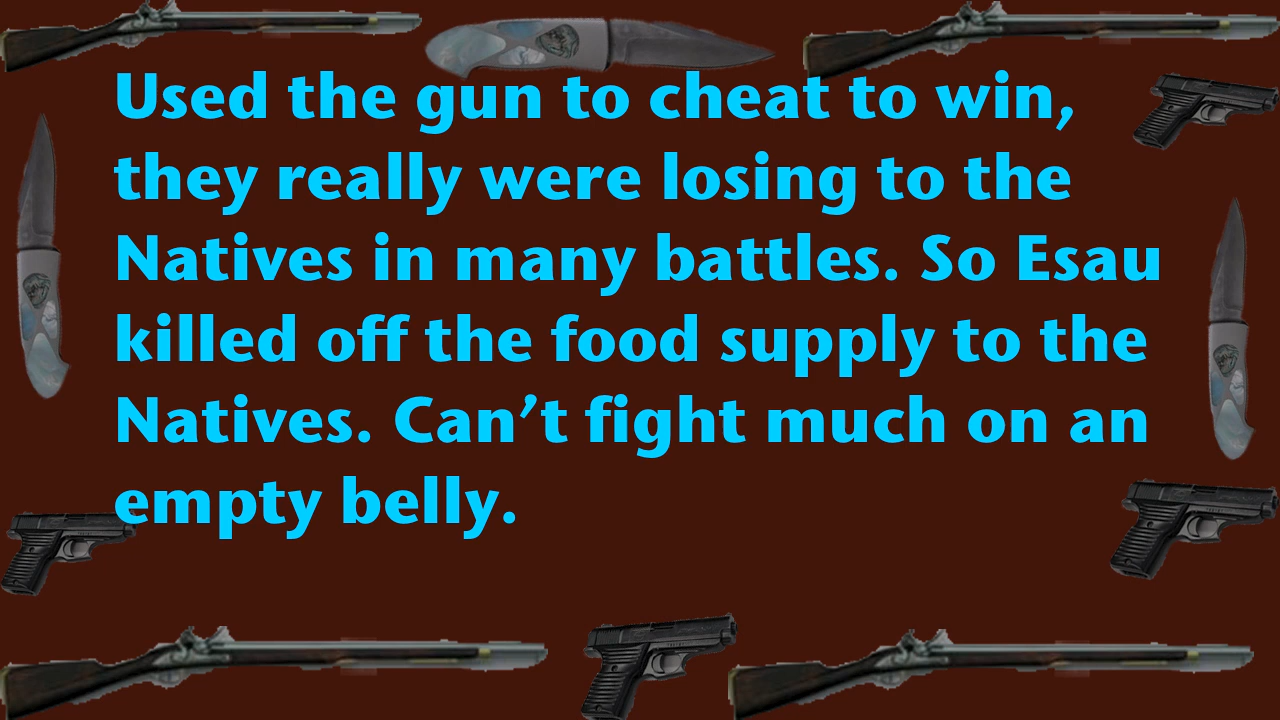 Used the gun to cheat to win,
they really were losing to the
Natives in many battles. So Esau
killed off the food supply to the
Natives. Can’t fight much on an
empty belly.